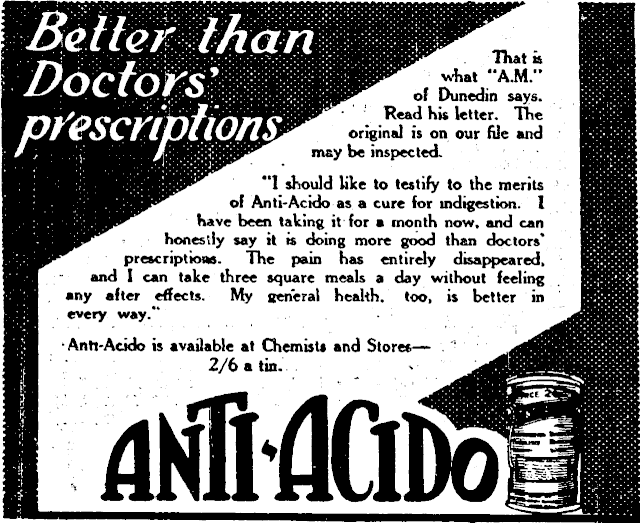 Better than
Doctors'
prescriptions
That is
what "A.M."
of Dunedin says.
Read his letter. The
original is on our file and
may be inspected.
"I should like to testify to the merits
of Anti-Acido as a cure for indigestion. I
have been taking it for a month now, and can
honestly say it is doing more good than doctors'
prescriptions. The pain has entirely disappeared,
and I can take three square meals a day without feeling
any after effects. My general health, too, is better in
every way."
Anti-Acido is available at Chemists and Stores—
2/6 a tin.
ANTI-ACIDO